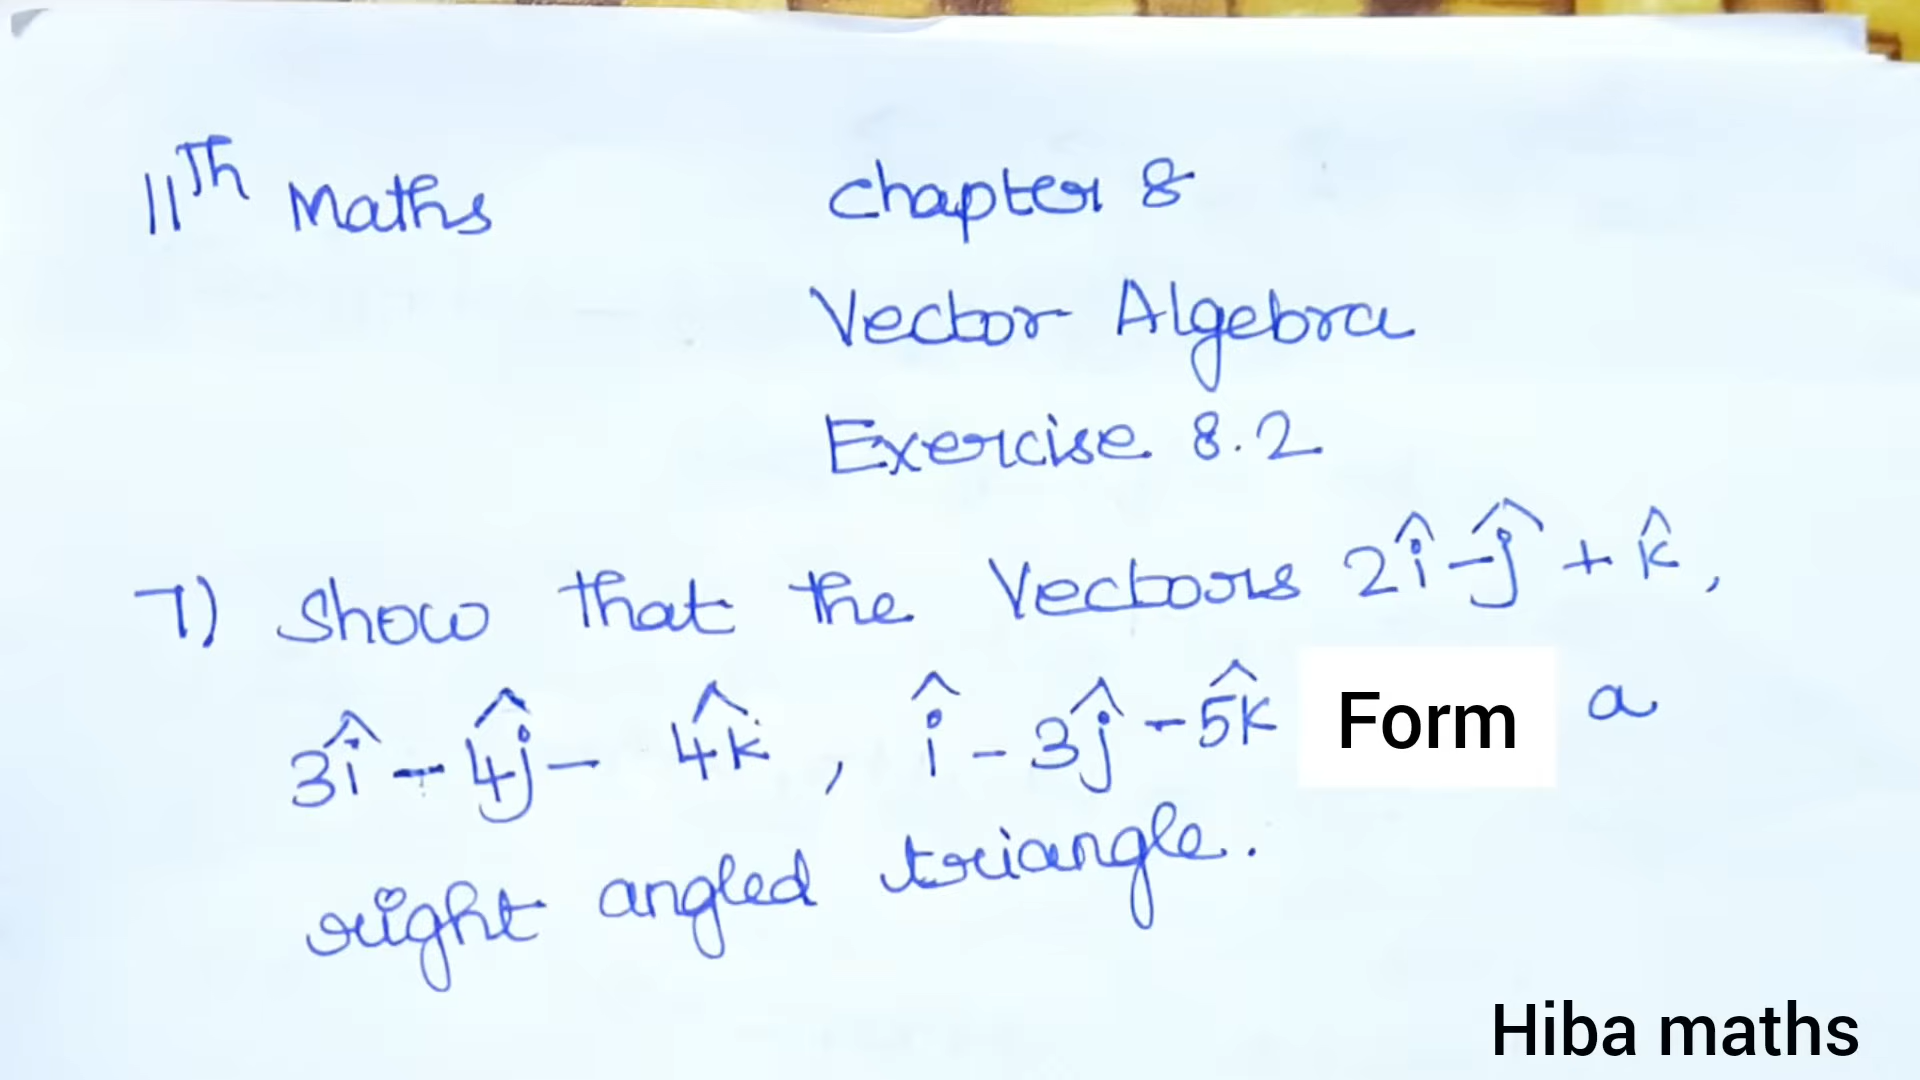 11Th Maths chapter 8
Vector Algebra
Exercise 8.2
7) Show that the Vectors 2î - ĵ + k̂,
3î - 4ĵ - 4k̂, î - 3ĵ - 5k̂ Form a
right angled triangle.
Hiba maths